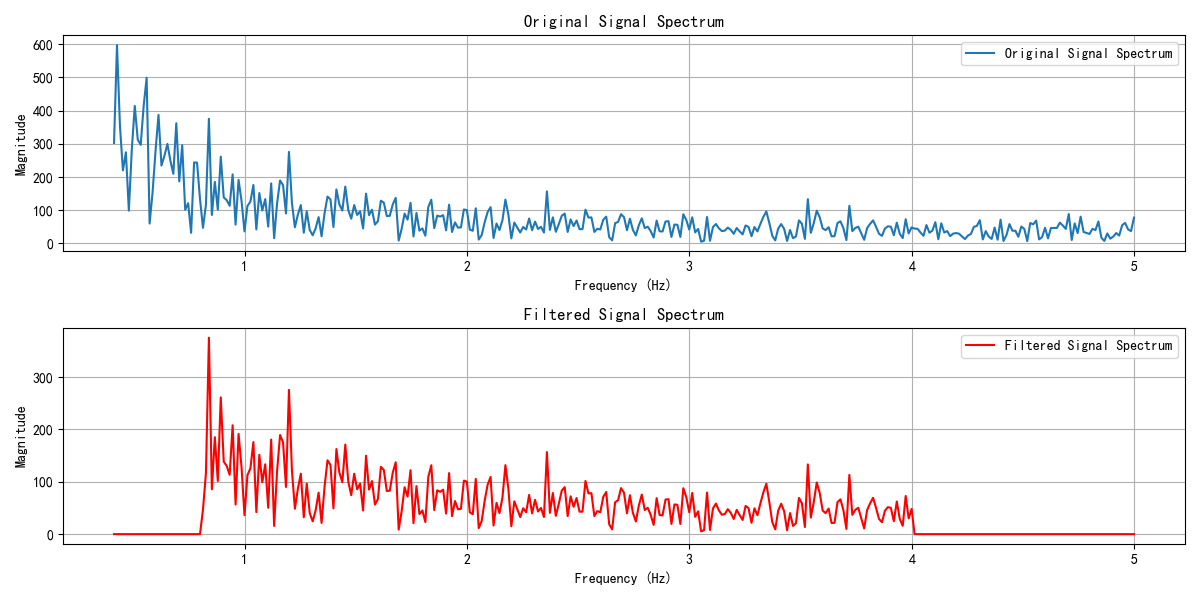 Original Signal Spectrum
Original Signal Spectrum
Magnitude
600
500
400
300
200
100
0
1
2
3
4
5
Frequency (Hz)
Filtered Signal Spectrum
Filtered Signal Spectrum
Magnitude
300
200
100
0
1
2
3
4
5
Frequency (Hz)